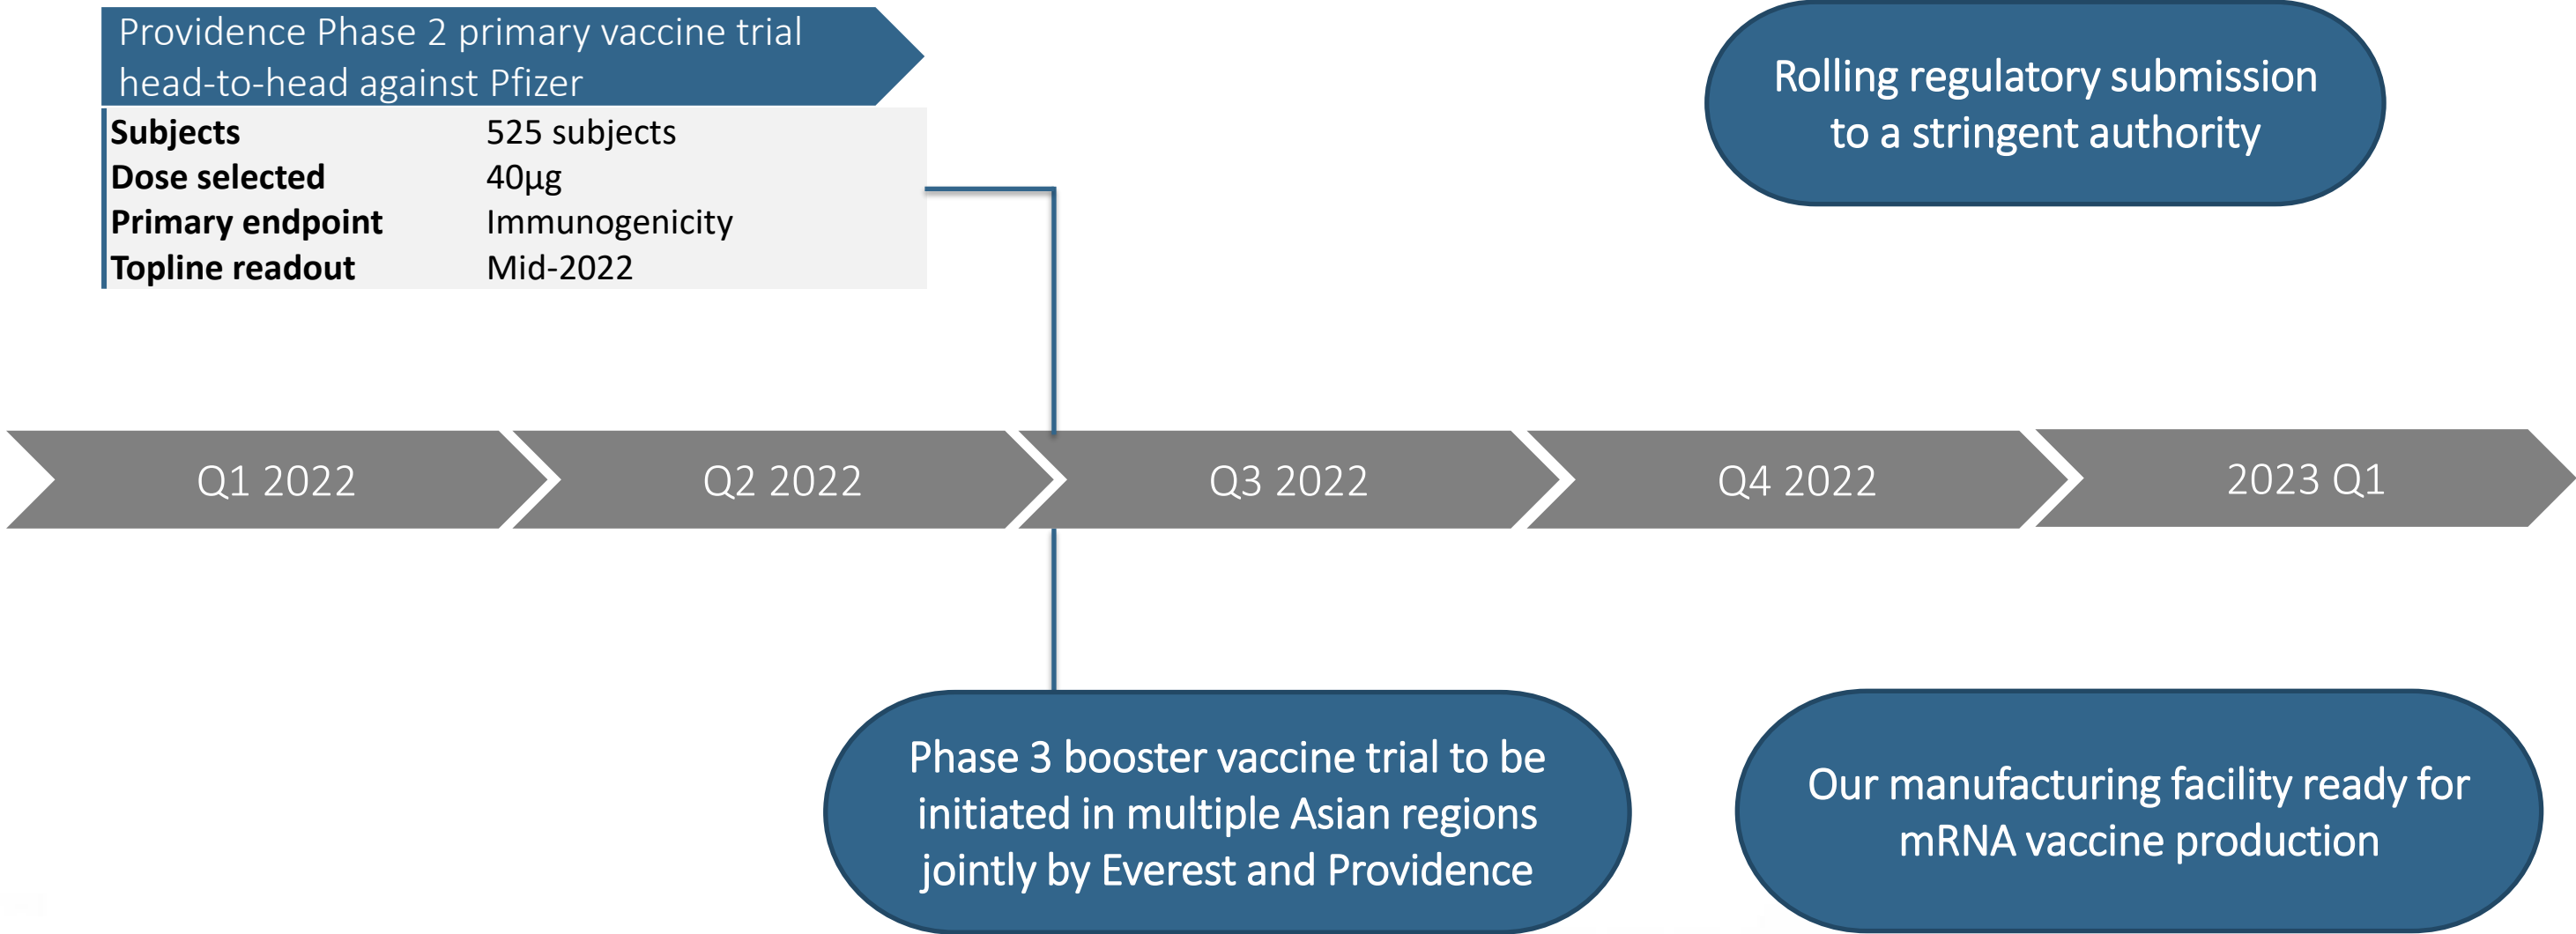 Providence Phase 2 primary vaccine trial
head-to-head against Pfizer
Subjects 525 subjects
Dose selected 40µg
Primary endpoint Immunogenicity
Topline readout Mid-2022
Rolling regulatory submission
to a stringent authority
Q1 2022
Q2 2022
Q3 2022
Q4 2022
2023 Q1
Phase 3 booster vaccine trial to be
initiated in multiple Asian regions
jointly by Everest and Providence
Our manufacturing facility ready for
mRNA vaccine production